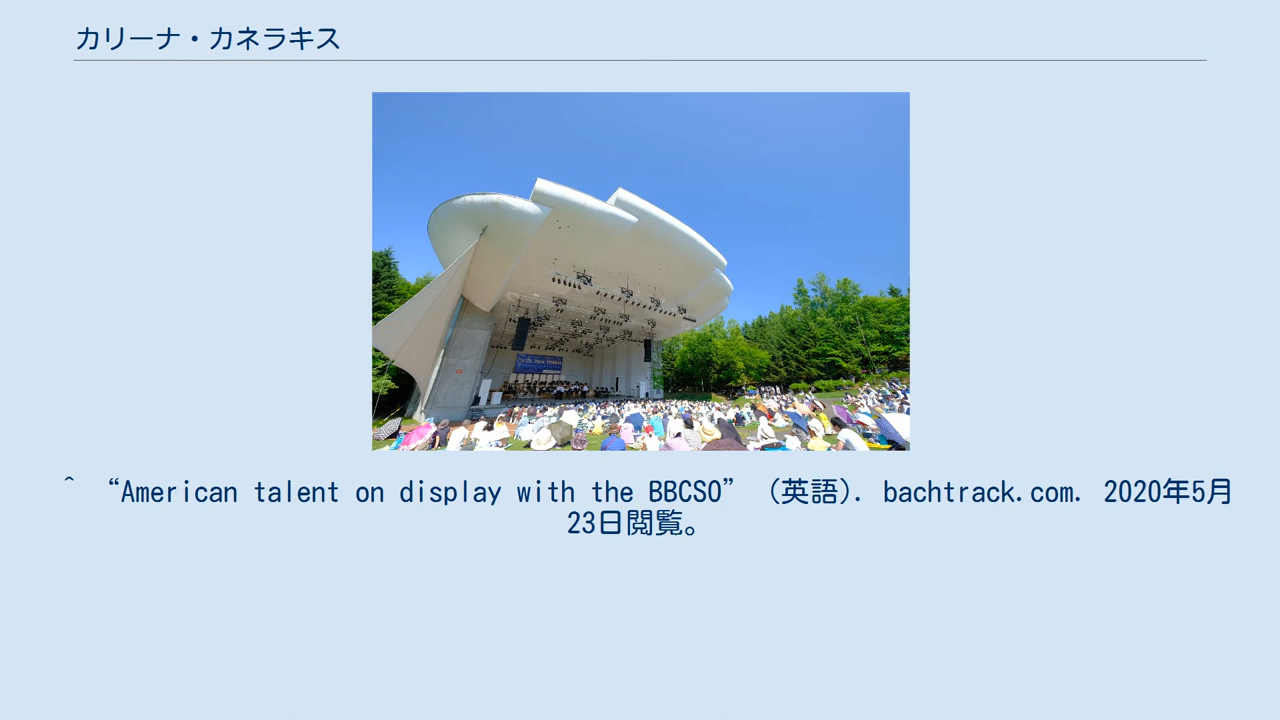 カリーナ・カネラキス
^ “American talent on display with the BBCSO” (英語). bachtrack.com. 2020年5月
23日閲覧。